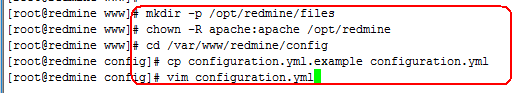 [root@redmine www]# mkdir -p /opt/redmine/files
[root@redmine www]# chown -R apache:apache /opt/redmine
[root@redmine www]# cd /var/www/redmine/config
[root@redmine config]# cp configuration.yml.example configuration.yml
[root@redmine config]# vim configuration.yml